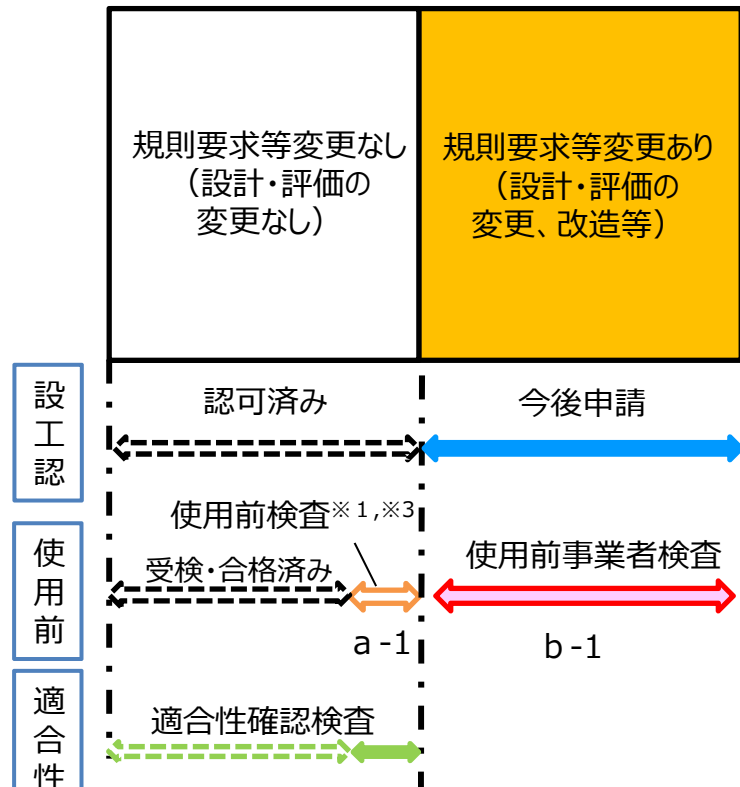 規則要求等変更なし
（設計・評価の
変更なし）
規則要求等変更あり
（設計・評価の
変更、改造等）
設工認
認可済み
今後申請
使用前
使用前検査※1,※3
受検・合格済み
a-1
使用前事業者検査
b-1
適合性
適合性確認検査